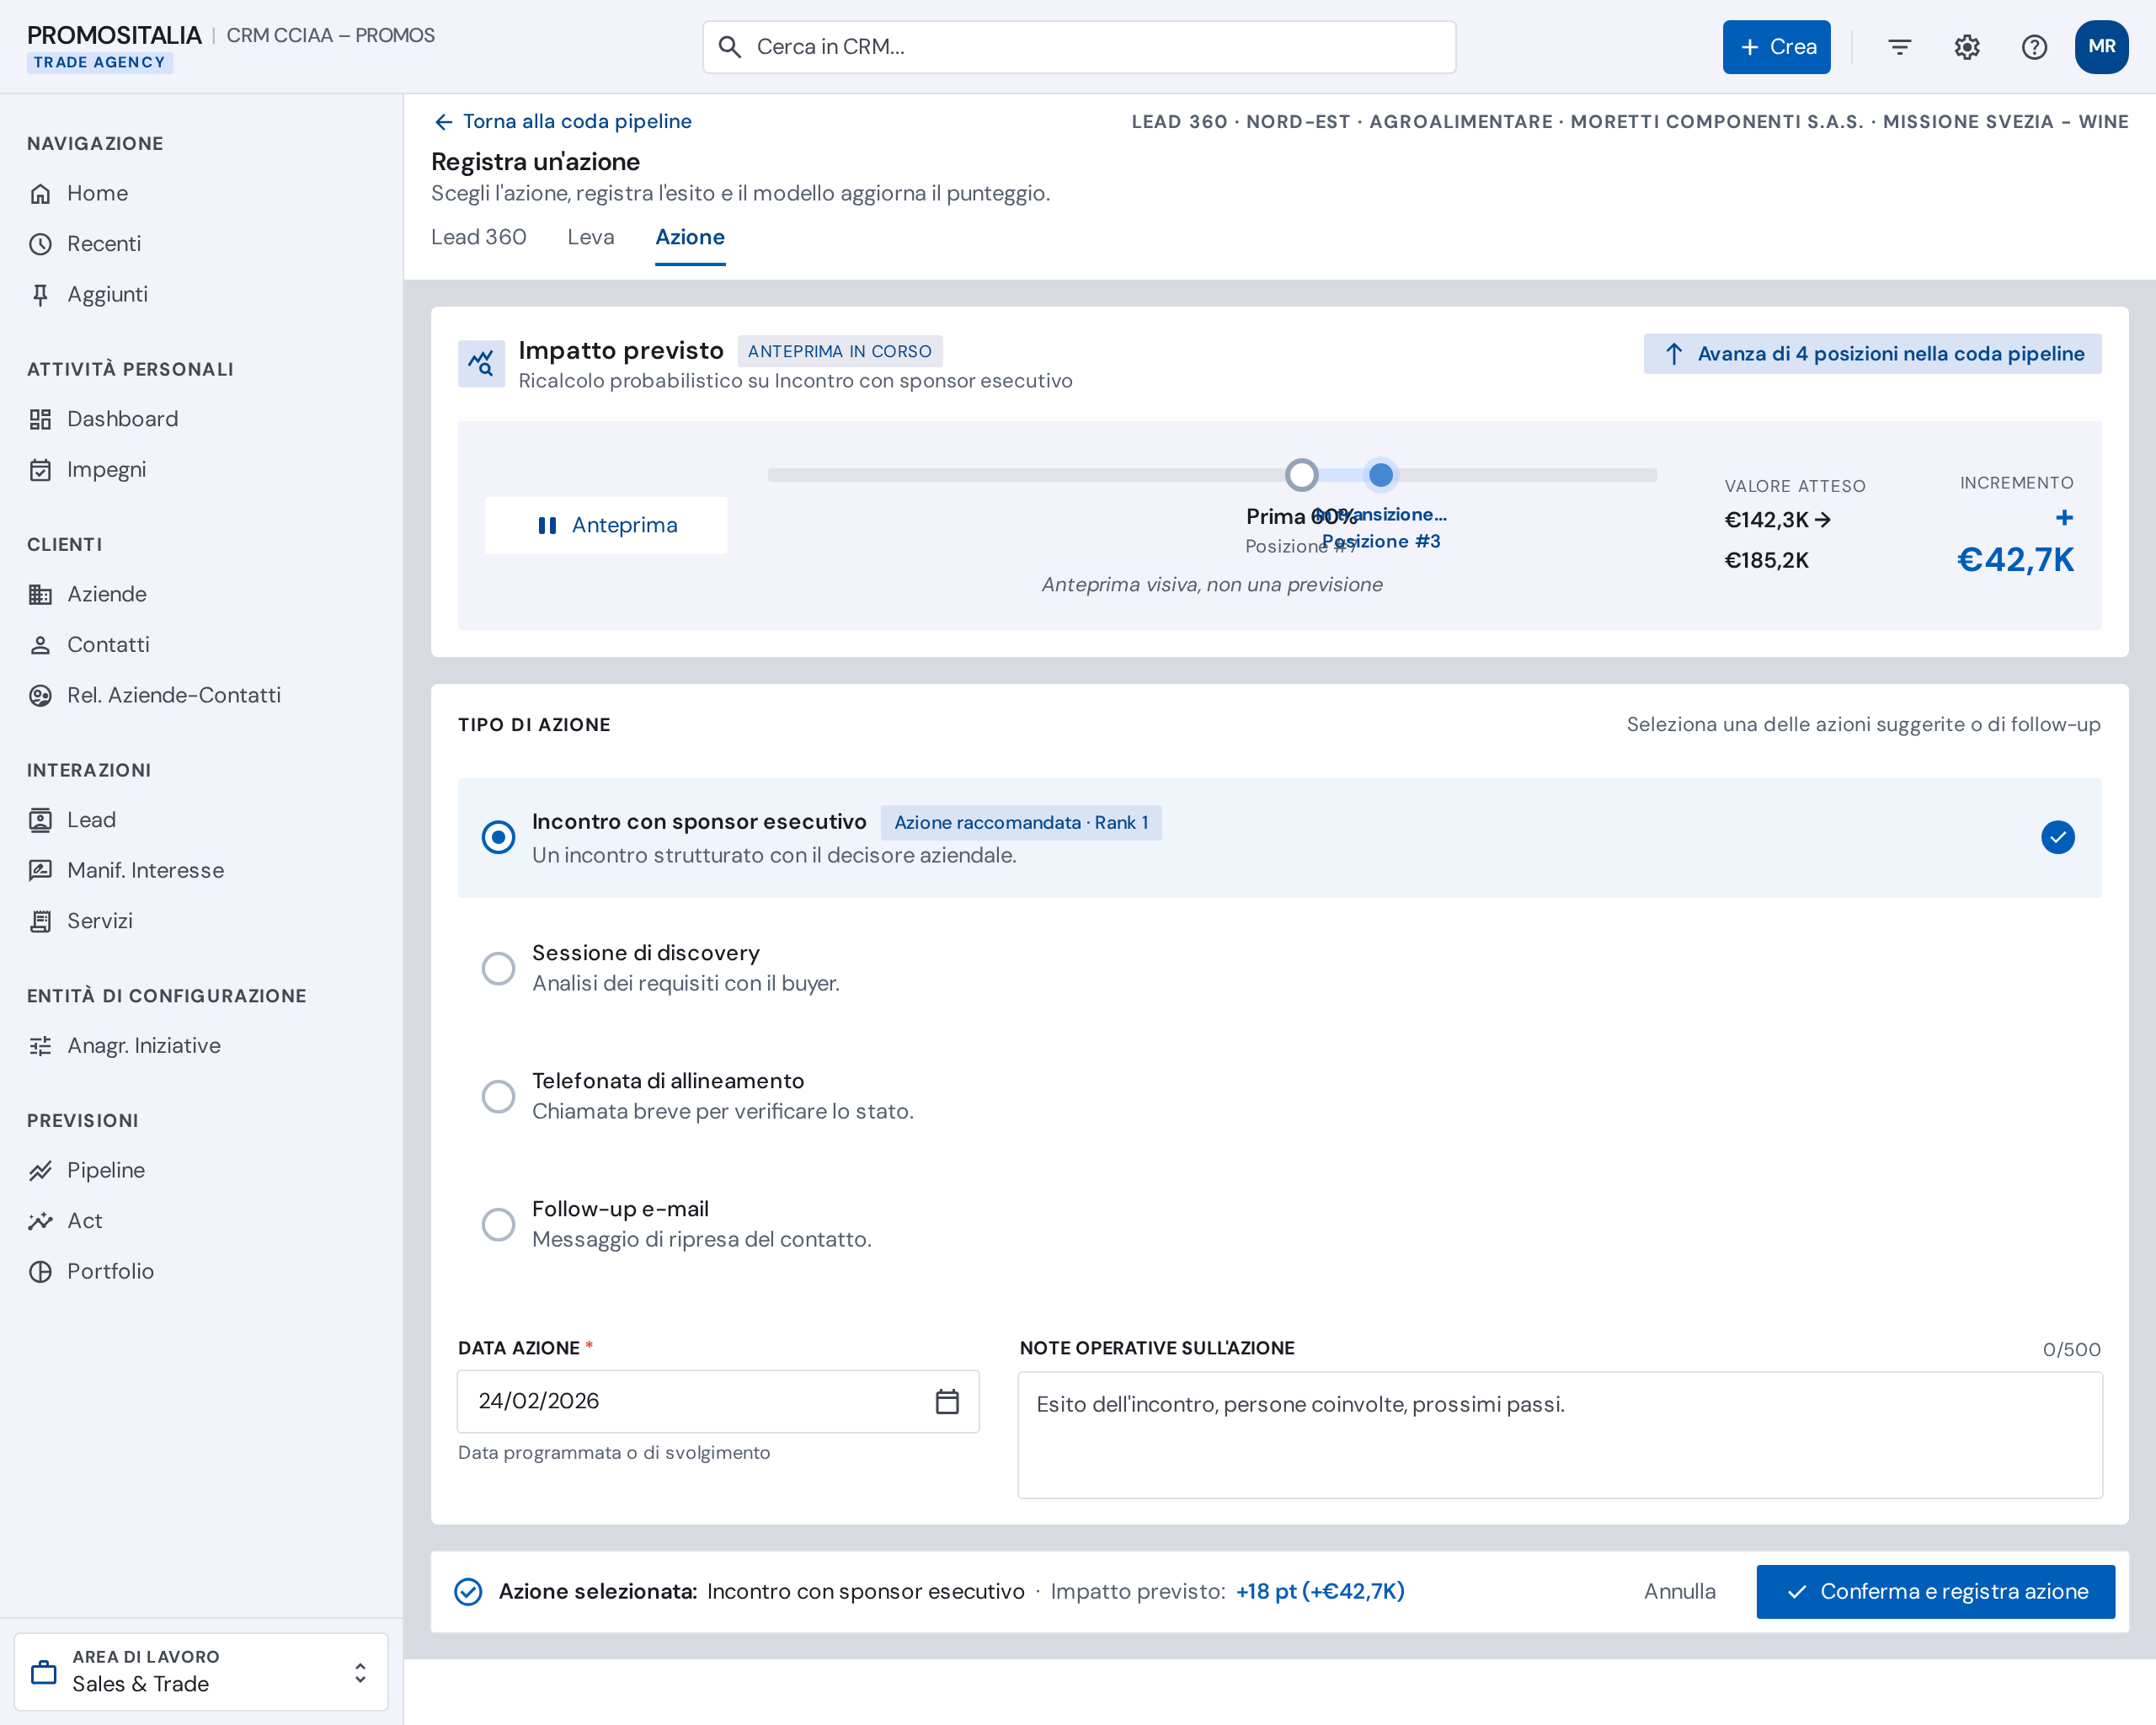 PROMOSITALIA | CRM CCIAA – PROMOS
TRADE AGENCY
Cerca in CRM...
Crea
MR
NAVIGAZIONE
Home
Recenti
Aggiunti
ATTIVITÀ PERSONALI
Dashboard
Impegni
CLIENTI
Aziende
Contatti
Rel. Aziende-Contatti
INTERAZIONI
Lead
Manif. Interesse
Servizi
ENTITÀ DI CONFIGURAZIONE
Anagr. Iniziative
PREVISIONI
Pipeline
Act
Portfolio
AREA DI LAVORO
Sales & Trade
Torna alla coda pipeline
LEAD 360 · NORD-EST · AGROALIMENTARE · MORETTI COMPONENTI S.A.S. · MISSIONE SVEZIA - WINE
Registra un'azione
Scegli l'azione, registra l'esito e il modello aggiorna il punteggio.
Lead 360
Leva
Azione
Impatto previsto
ANTEPRIMA IN CORSO
Ricalcolo probabilistico su Incontro con sponsor esecutivo
Avanza di 4 posizioni nella coda pipeline
Anteprima
Prima 60%
Posizione #7
In transizione...
Posizione #3
Anteprima visiva, non una previsione
VALORE ATTESO
€142,3K →
€185,2K
INCREMENTO
+
€42,7K
TIPO DI AZIONE
Seleziona una delle azioni suggerite o di follow-up
Incontro con sponsor esecutivo
Azione raccomandata · Rank 1
Un incontro strutturato con il decisore aziendale.
Sessione di discovery
Analisi dei requisiti con il buyer.
Telefonata di allineamento
Chiamata breve per verificare lo stato.
Follow-up e-mail
Messaggio di ripresa del contatto.
DATA AZIONE *
24/02/2026
Data programmata o di svolgimento
NOTE OPERATIVE SULL'AZIONE
0/500
Esito dell'incontro, persone coinvolte, prossimi passi.
Azione selezionata: Incontro con sponsor esecutivo · Impatto previsto: +18 pt (+€42,7K)
Annulla
Conferma e registra azione